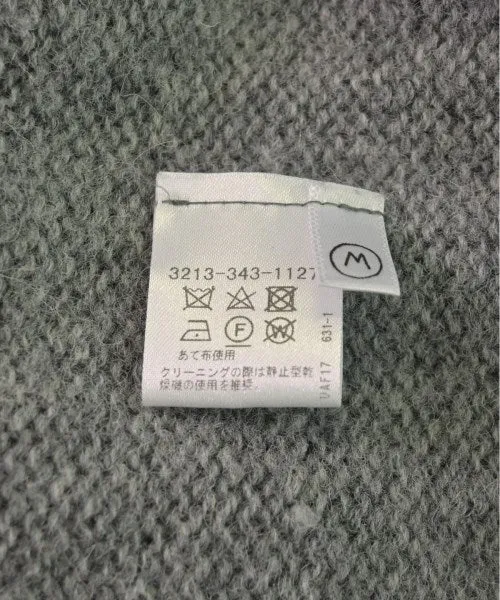 3213-343-1127
M
F
W
あて布使用
クリーニングの際は静止型乾
燥機の使用を推奨。
UAF17 631-1